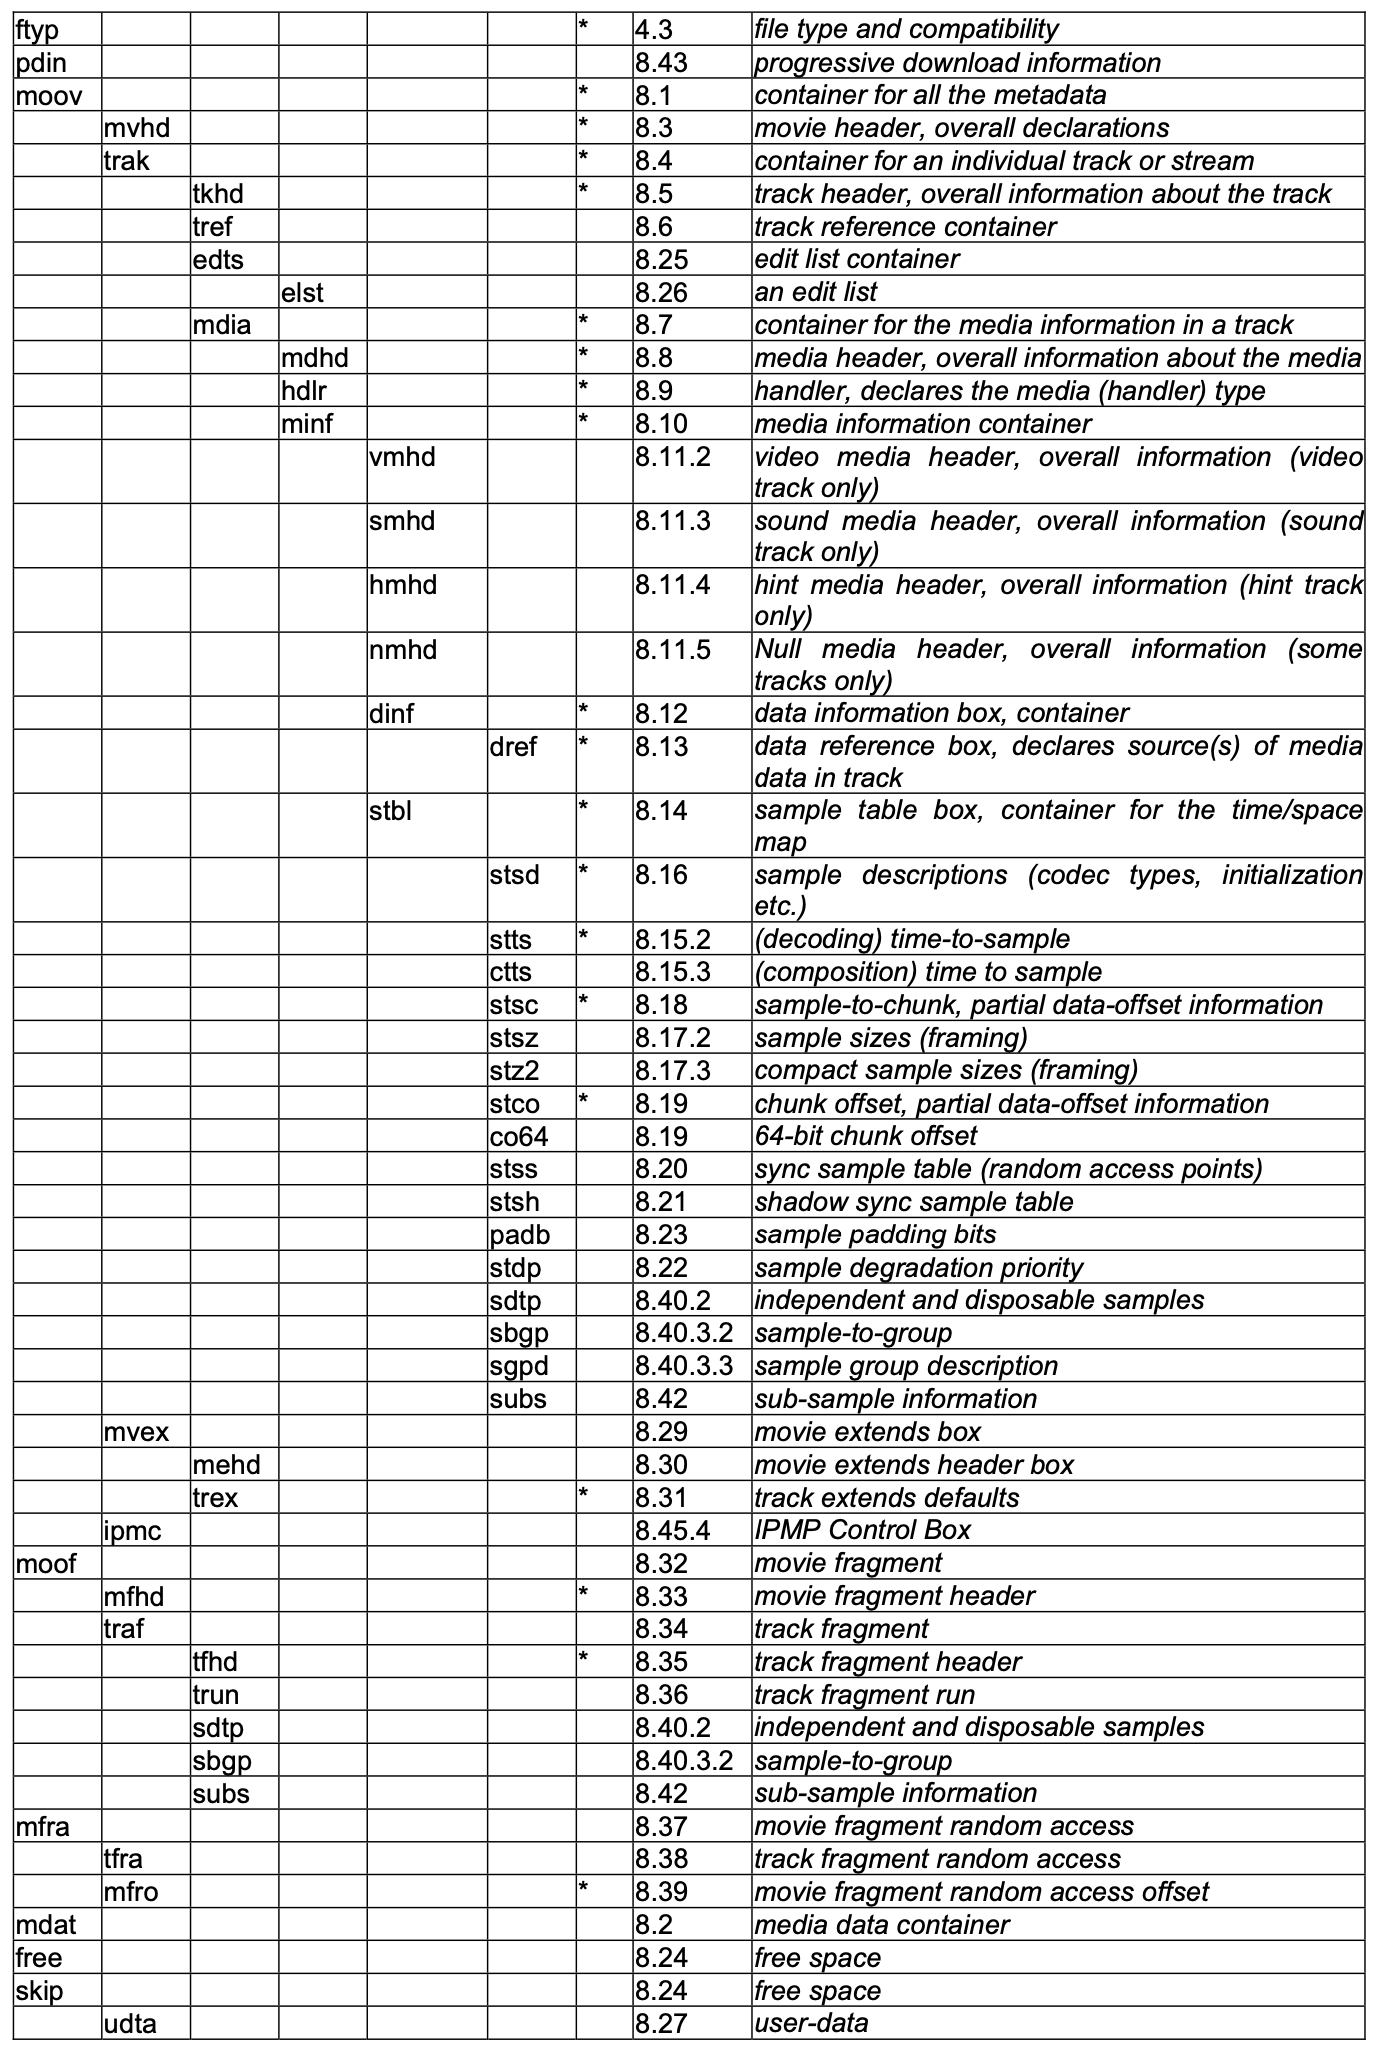 ftyp * 4.3 file type and compatibility
pdin 8.43 progressive download information
moov * 8.1 container for all the metadata
mvhd * 8.3 movie header, overall declarations
trak * 8.4 container for an individual track or stream
tkhd * 8.5 track header, overall information about the track
tref 8.6 track reference container
edts 8.25 edit list container
elst 8.26 an edit list
mdia * 8.7 container for the media information in a track
mdhd * 8.8 media header, overall information about the media
hdlr * 8.9 handler, declares the media (handler) type
minf * 8.10 media information container
vmhd 8.11.2 video media header, overall information (video
track only)
smhd 8.11.3 sound media header, overall information (sound
track only)
hmhd 8.11.4 hint media header, overall information (hint track
only)
nmhd 8.11.5 Null media header, overall information (some
tracks only)
dinf * 8.12 data information box, container
dref * 8.13 data reference box, declares source(s) of media
data in track
stbl * 8.14 sample table box, container for the time/space
map
stsd * 8.16 sample descriptions (codec types, initialization
etc.)
stts * 8.15.2 (decoding) time-to-sample
ctts 8.15.3 (composition) time to sample
stsc * 8.18 sample-to-chunk, partial data-offset information
stsz 8.17.2 sample sizes (framing)
stz2 8.17.3 compact sample sizes (framing)
stco * 8.19 chunk offset, partial data-offset information
co64 8.19 64-bit chunk offset
stss 8.20 sync sample table (random access points)
stsh 8.21 shadow sync sample table
padb 8.23 sample padding bits
stdp 8.22 sample degradation priority
sdtp 8.40.2 independent and disposable samples
sbgp 8.40.3.2 sample-to-group
sgpd 8.40.3.3 sample group description
subs 8.42 sub-sample information
mvex 8.29 movie extends box
mehd 8.30 movie extends header box
trex * 8.31 track extends defaults
ipmc 8.45.4 IPMP Control Box
moof 8.32 movie fragment
mfhd * 8.33 movie fragment header
traf 8.34 track fragment
tfhd * 8.35 track fragment header
trun 8.36 track fragment run
sdtp 8.40.2 independent and disposable samples
sbgp 8.40.3.2 sample-to-group
subs 8.42 sub-sample information
mfra 8.37 movie fragment random access
tfra 8.38 track fragment random access
mfro * 8.39 movie fragment random access offset
mdat 8.2 media data container
free 8.24 free space
skip 8.24 free space
udta 8.27 user-data